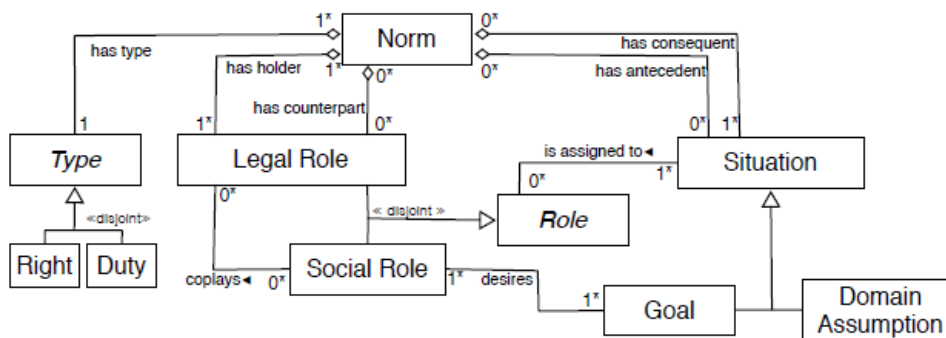 1* 0*
Norm
has type
has consequent
has holder 1* 0* 0* has antecedent
has counterpart
1 1* 0* 0* 1*
Type Legal Role is assigned to◄ Situation
0* 0* 1*
«disjoint» « disjoint » Role
Right Duty Social Role
coplays◄ 0* 1* desires
1* Goal Domain
Assumption